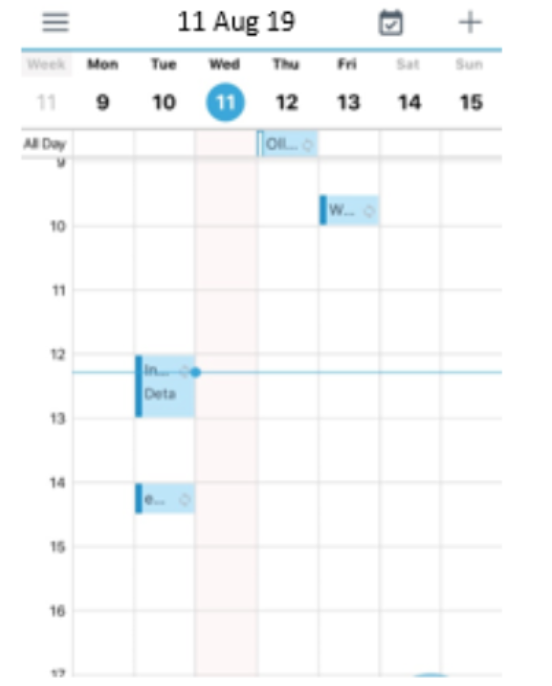 11 Aug 19
Week Mon Tue Wed Thu Fri Sat Sun
11 9 10 11 12 13 14 15
All Day Oll...
9
W...
10
11
12
In...
Deta
13
14
e...
15
16
17